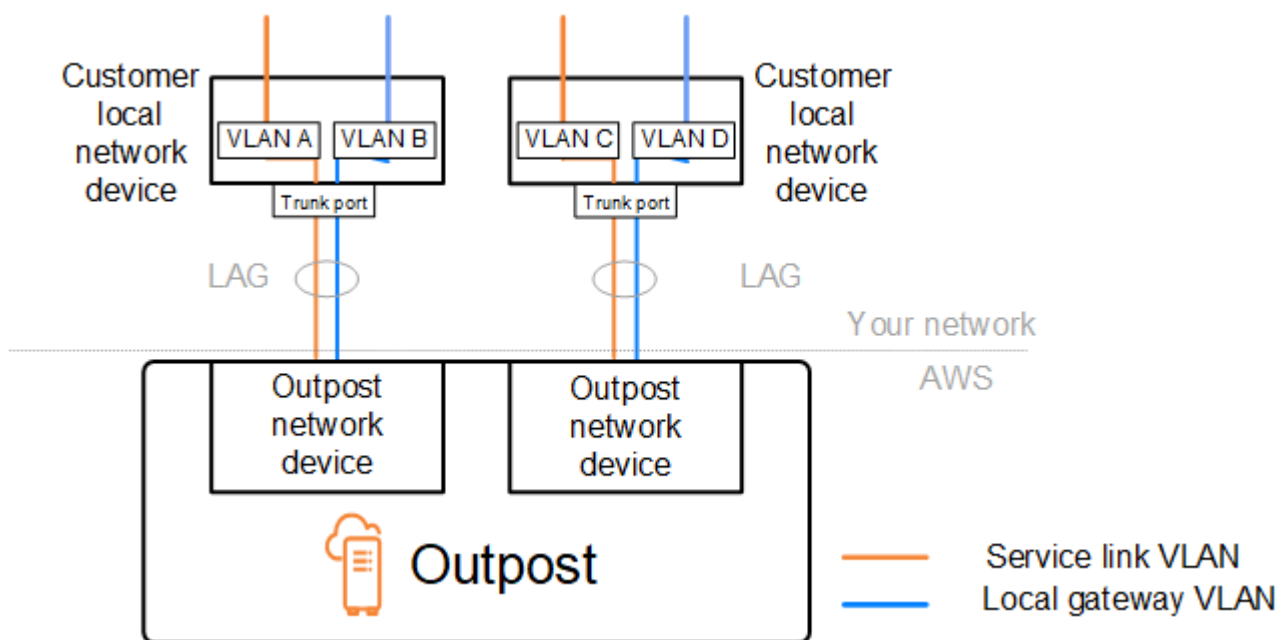 Customer
local
network
device
VLAN A
VLAN B
Trunk port
VLAN C
VLAN D
Trunk port
Customer
local
network
device
LAG
LAG
Your network
AWS
Outpost
network
device
Outpost
network
device
Outpost
Service link VLAN
Local gateway VLAN